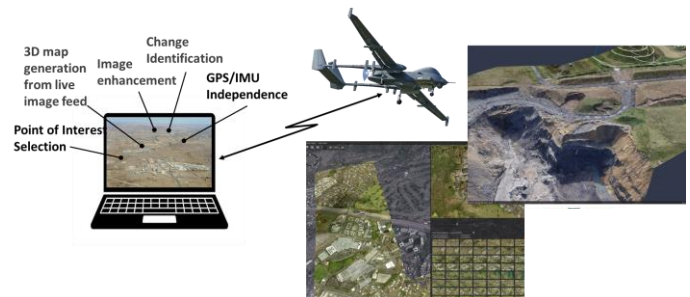 3D map
generation
from live
image feed
Image
enhancement
Change
Identification
GPS/IMU
Independence
Point of Interest
Selection